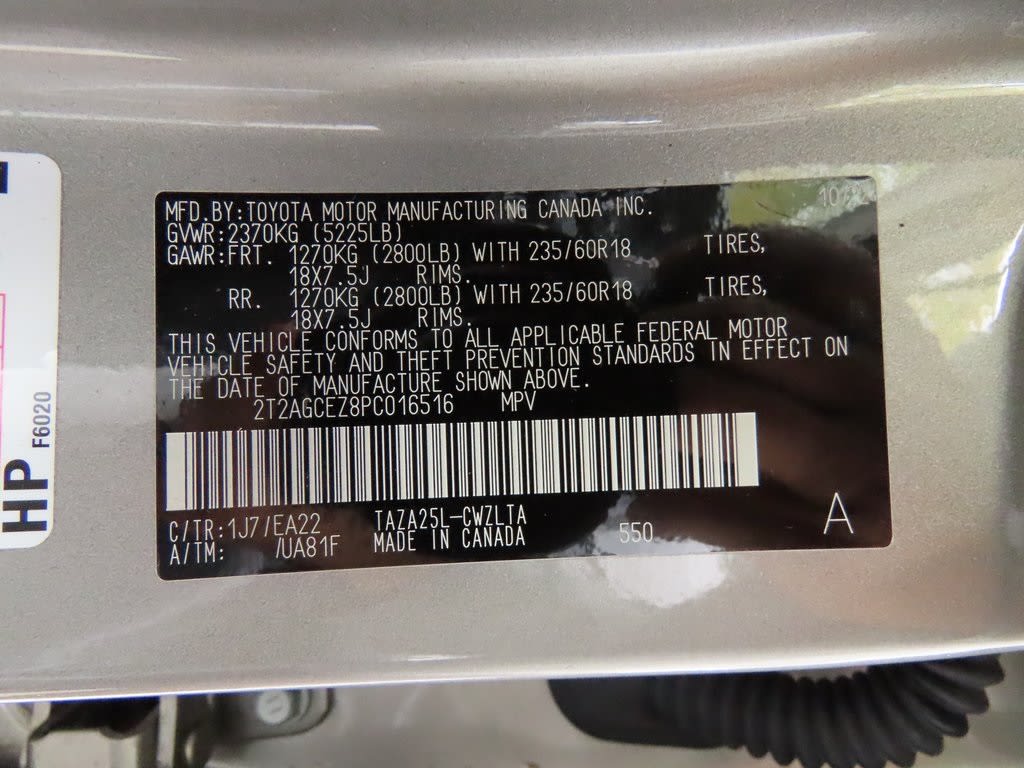 MFD.BY:TOYOTA MOTOR MANUFACTURING CANADA INC.
GVWR:2370KG (5225LB)
GAWR:FRT. 1270KG (2800LB) WITH 235/60R18 TIRES,
18X7.5J RIMS.
RR. 1270KG (2800LB) WITH 235/60R18 TIRES,
18X7.5J RIMS.
THIS VEHICLE CONFORMS TO ALL APPLICABLE FEDERAL MOTOR
VEHICLE SAFETY AND THEFT PREVENTION STANDARDS IN EFFECT ON
THE DATE OF MANUFACTURE SHOWN ABOVE.
2T2AGCEZ8PC016516 MPV
C/TR:1J7/EA22 TAZA25L-CWZLTA
A/TM: /UA81F MADE IN CANADA 550 A
HP F6020